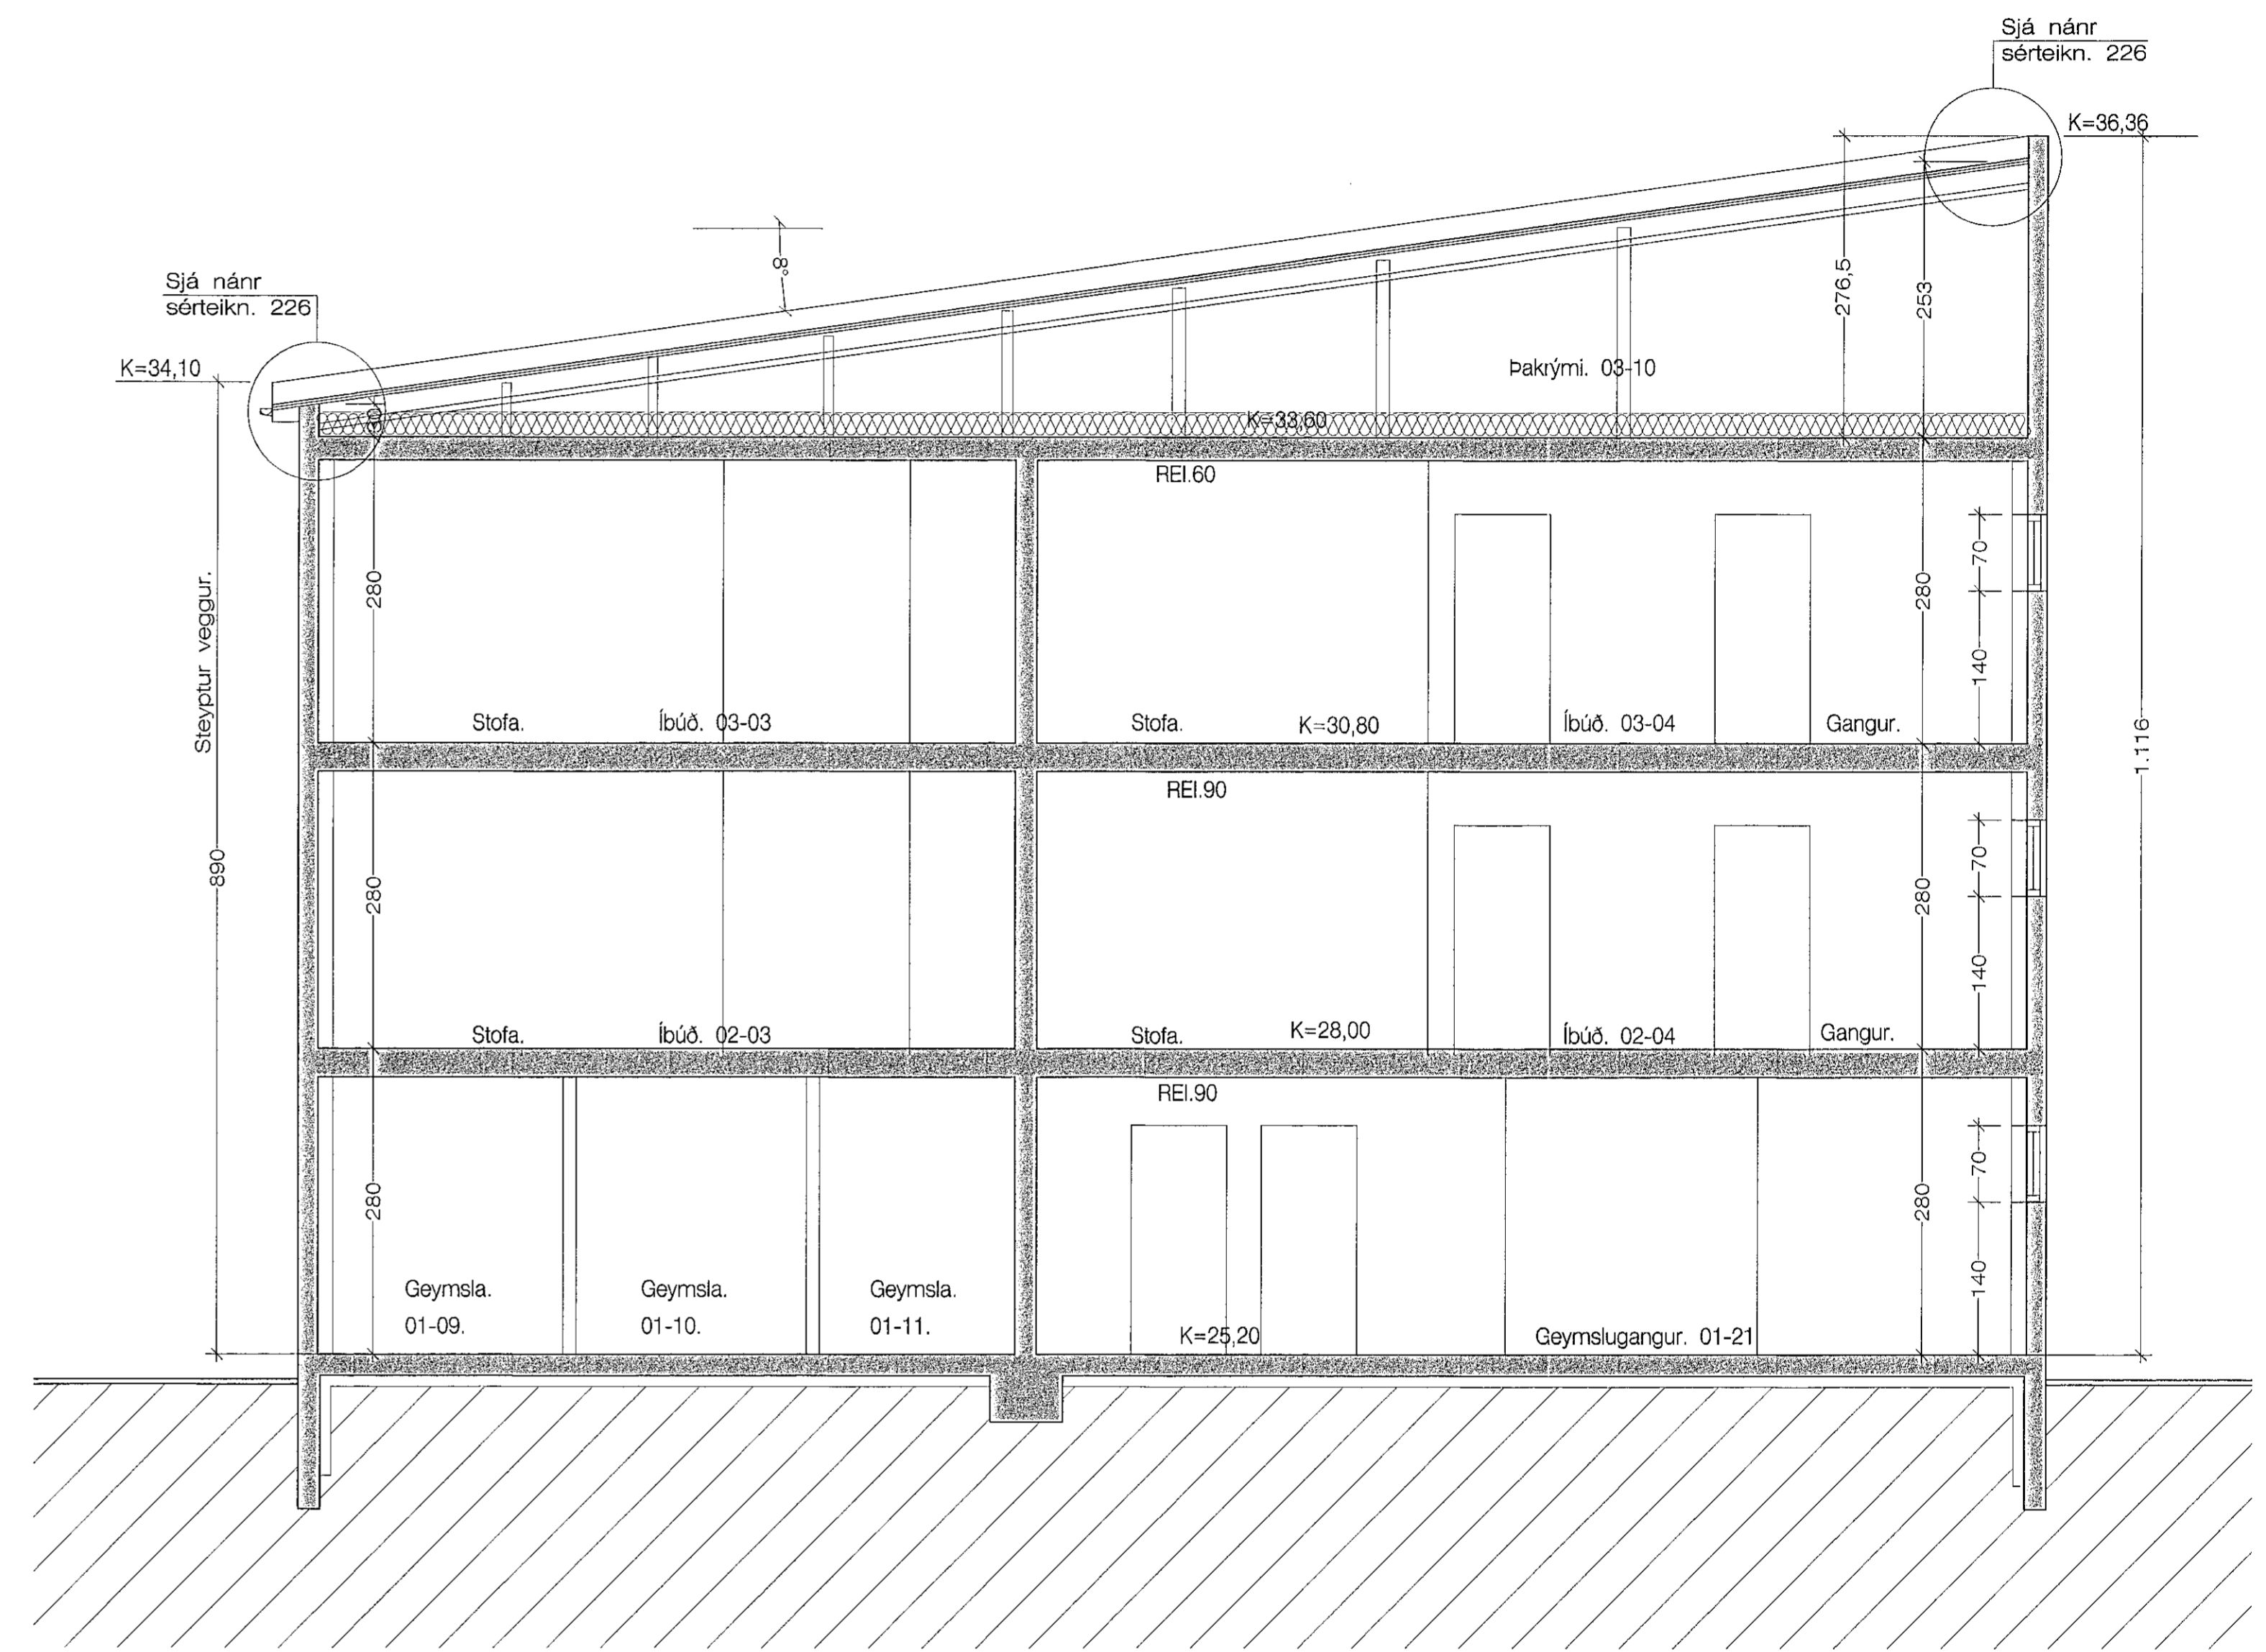 Sjá nánr
sérteikn. 226
K=36,36
8°
Sjá nánr
sérteikn. 226
276,5
253
K=34,10
Þakrými. 03-10
K=33,60
REI.60
Steyptur veggur.
280
280
70
140
Stofa. Íbúð. 03-03
Stofa. K=30,80 Íbúð. 03-04 Gangur.
1.116
REI.90
890
280
280
70
140
Stofa. Íbúð. 02-03
Stofa. K=28,00 Íbúð. 02-04 Gangur.
REI.90
280
280
70
140
Geymsla.
01-09.
Geymsla.
01-10.
Geymsla.
01-11.
K=25,20
Geymslugangur. 01-21